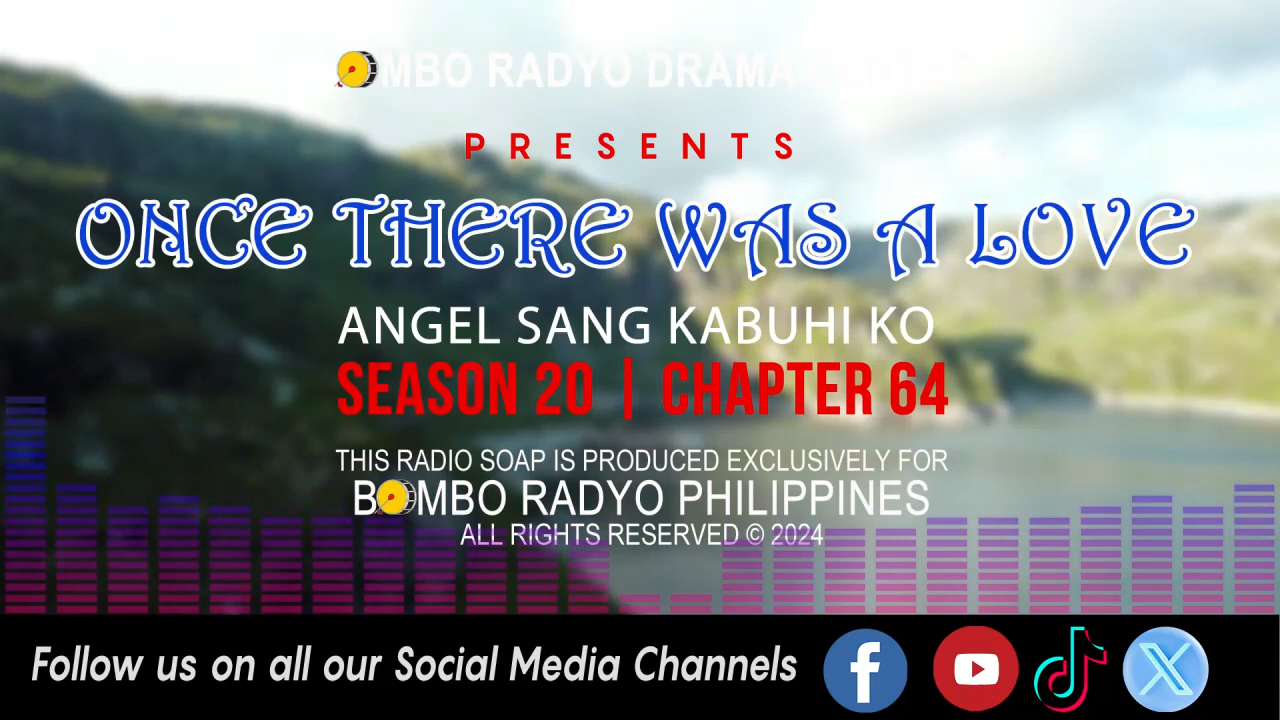 BOMBO RADYO DRAMA
PRESENTS
ONCE THERE WAS A LOVE
ANGEL SANG KABUHI KO
SEASON 20 | CHAPTER 64
THIS RADIO SOAP IS PRODUCED EXCLUSIVELY FOR
BOMBO RADYO PHILIPPINES
ALL RIGHTS RESERVED © 2024
Follow us on all our Social Media Channels